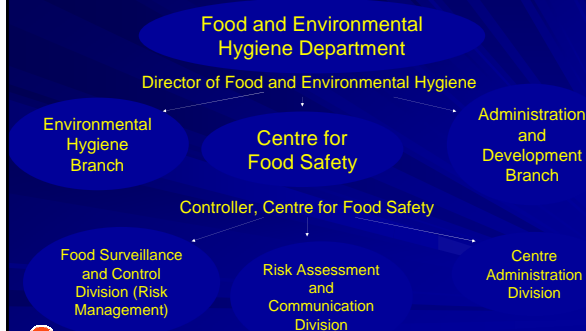 Food and Environmental
Hygiene Department
Director of Food and Environmental Hygiene
Environmental
Hygiene
Branch
Centre for
Food Safety
Administration
and
Development
Branch
Controller, Centre for Food Safety
Food Surveillance
and Control
Division (Risk
Management)
Risk Assessment
and
Communication
Division
Centre
Administration
Division